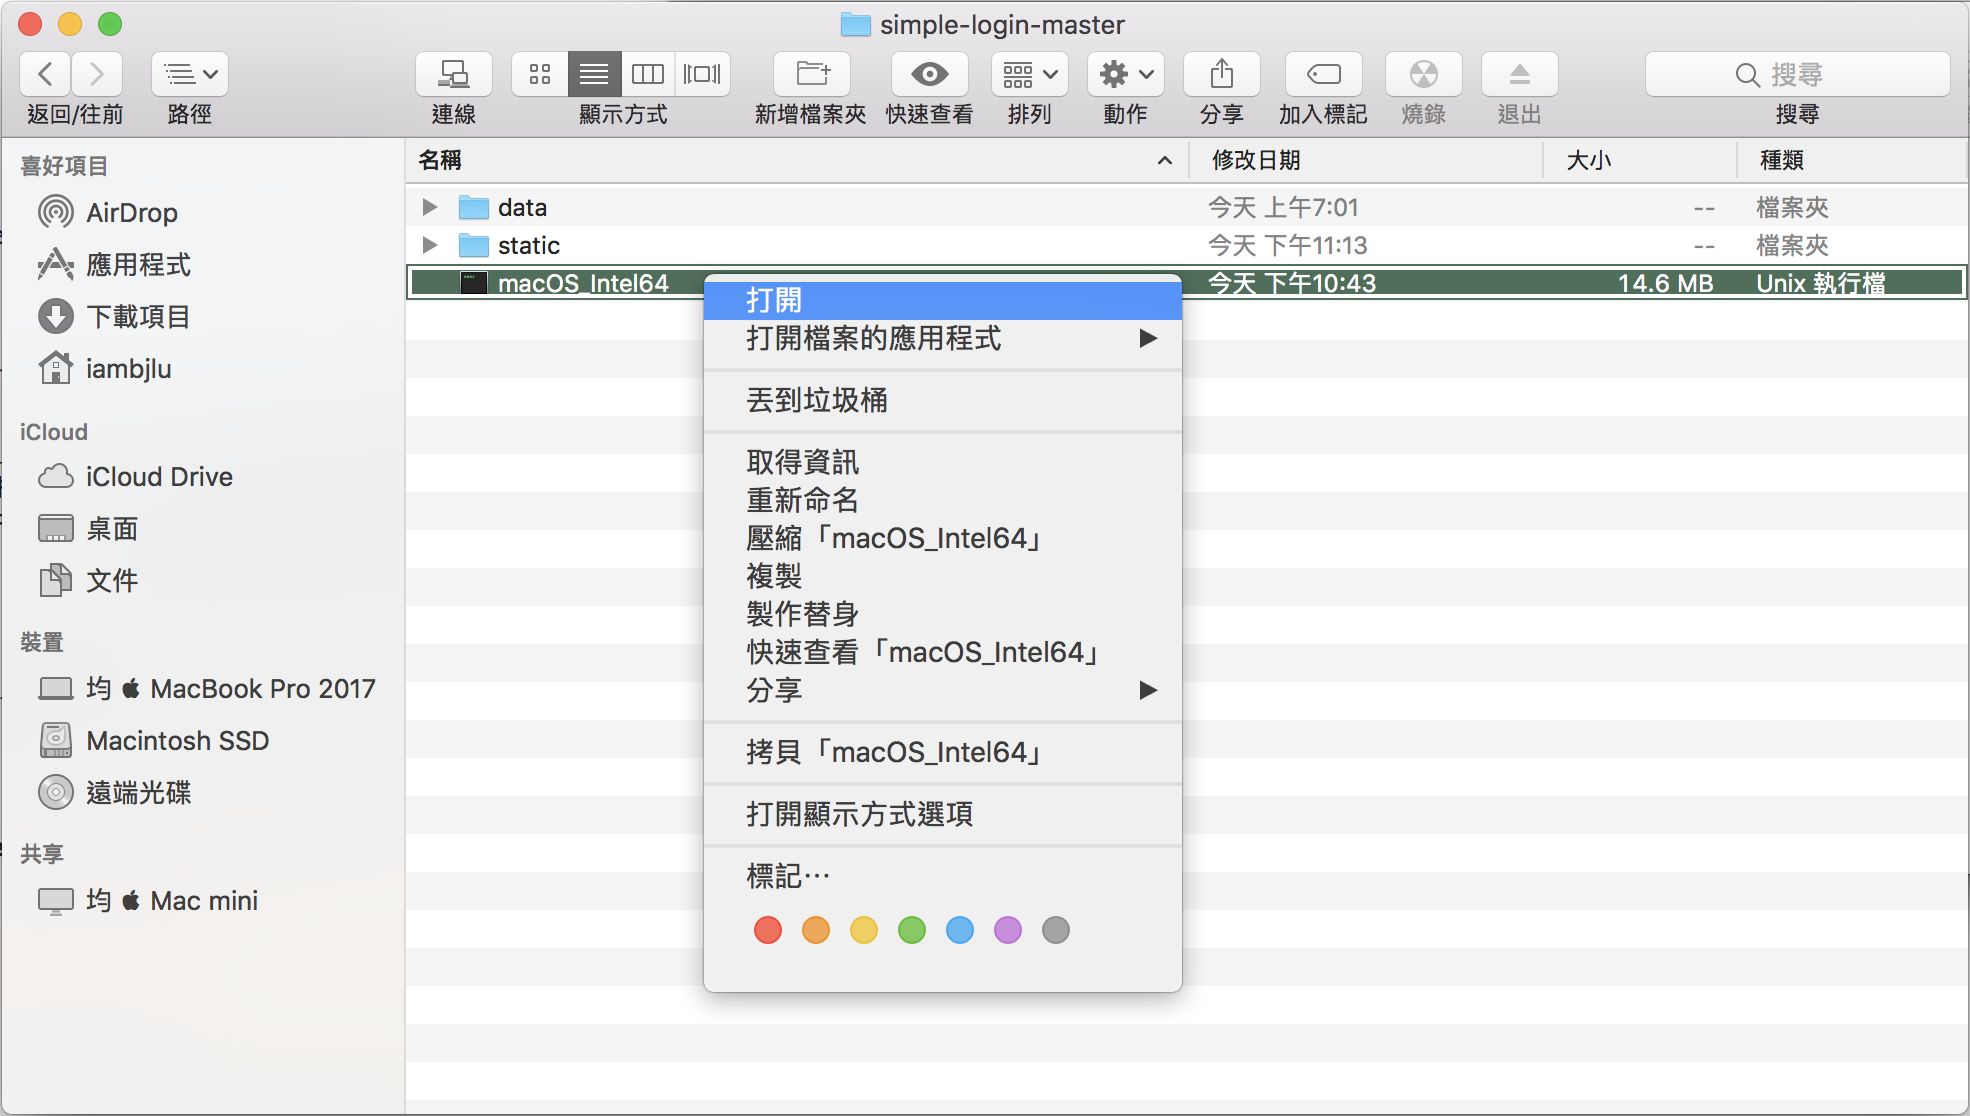 simple-login-master
搜尋
返回/往前
路徑
連線
顯示方式
新增檔案夾
快速查看
排列
動作
分享
加入標記
燒錄
退出
搜尋
喜好項目
AirDrop
應用程式
下載項目
iambjlu
iCloud
iCloud Drive
桌面
文件
裝置
均  MacBook Pro 2017
Macintosh SSD
遠端光碟
共享
均  Mac mini
名稱 修改日期 大小 種類
data 今天 上午7:01 -- 檔案夾
static 今天 下午11:13 -- 檔案夾
macOS_Intel64 今天 下午10:43 14.6 MB Unix 執行檔
打開
打開檔案的應用程式
丟到垃圾桶
取得資訊
重新命名
壓縮「macOS_Intel64」
複製
製作替身
快速查看「macOS_Intel64」
分享
拷貝「macOS_Intel64」
打開顯示方式選項
標記⋯